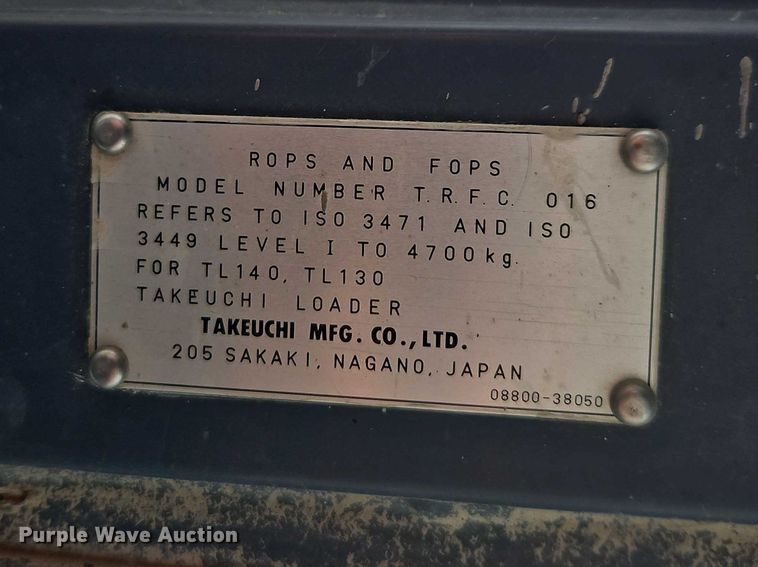 ROPS AND FOPS
MODEL NUMBER T.R.F.C. 016
REFERS TO ISO 3471 AND ISO
3449 LEVEL I TO 4700kg.
FOR TL140, TL130
TAKEUCHI LOADER
TAKEUCHI MFG. CO., LTD.
205 SAKAKI, NAGANO, JAPAN
08800-38050
Purple Wave Auction